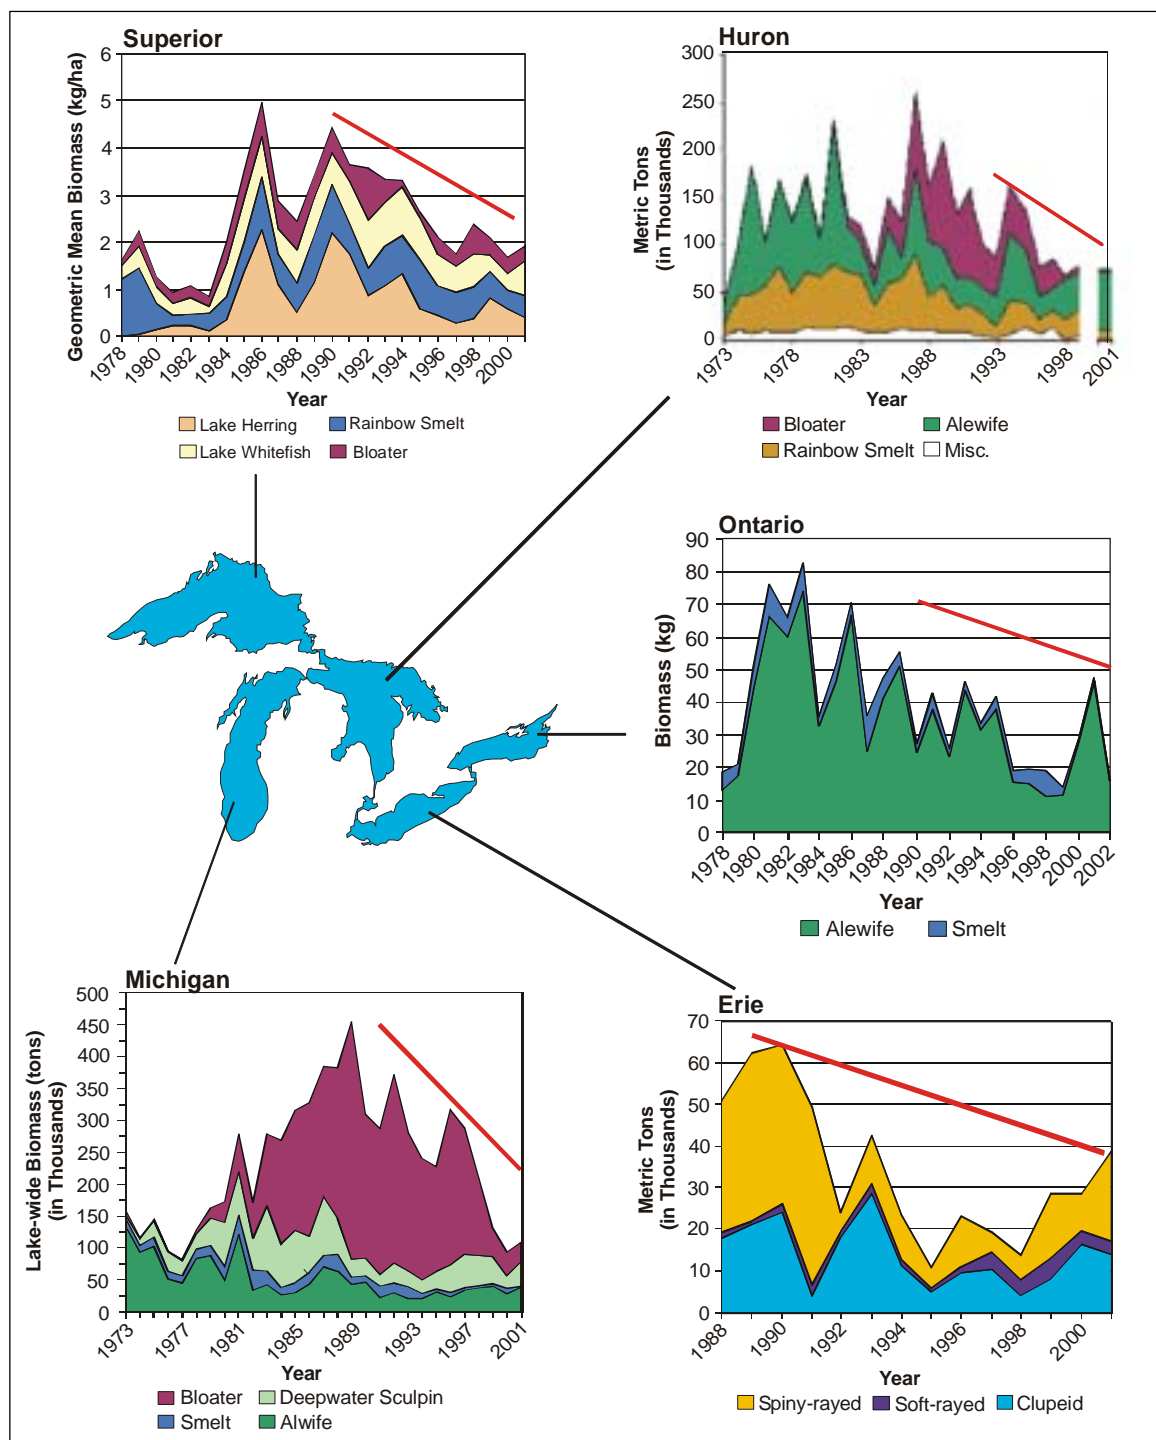 Superior
Geometric Mean Biomass (kg/ha)
6
5
4
3
2
1
0
1978
1980
1982
1984
1986
1988
1990
1992
1994
1996
1998
2000
Year
Lake Herring
Rainbow Smelt
Lake Whitefish
Bloater
Huron
Metric Tons
(in Thousands)
300
250
200
150
100
50
0
1973
1978
1983
1988
1993
1998
2001
Year
Bloater
Alewife
Rainbow Smelt
Misc.
Ontario
Biomass (kg)
90
80
70
60
50
40
30
20
10
0
1978
1980
1982
1984
1986
1988
1990
1992
1994
1996
1998
2000
2002
Year
Alewife
Smelt
Michigan
Lake-wide Biomass (tons)
(in Thousands)
500
450
400
350
300
250
200
150
100
50
0
1973
1977
1981
1985
1989
1993
1997
2001
Year
Bloater
Deepwater Sculpin
Smelt
Alwife
Erie
Metric Tons
(in Thousands)
70
60
50
40
30
20
10
0
1988
1990
1992
1994
1996
1998
2000
Year
Spiny-rayed
Soft-rayed
Clupeid